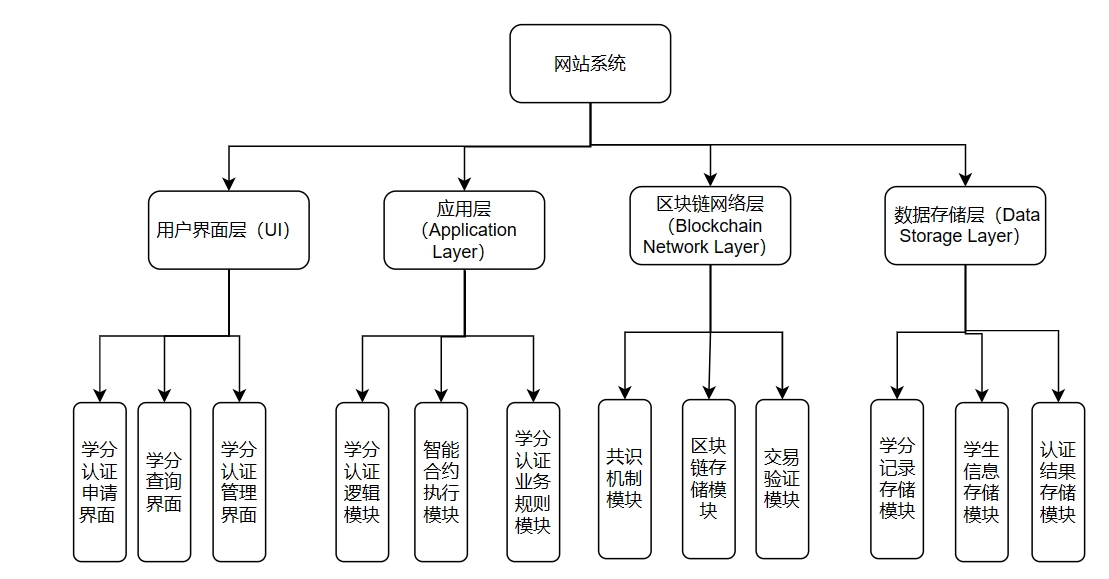 网站系统
用户界面层（UI）
应用层
（Application
Layer）
区块链网络层
（Blockchain
Network Layer）
数据存储层（Data
Storage Layer）
学分
认证
申请
界面
学分
查询
界面
学分
认证
管理
界面
学分
认证
逻辑
模块
智能
合约
执行
模块
学分
认证
业务
规则
模块
共识
机制
模块
区块
链存
储模
块
交易
验证
模块
学分
记录
存储
模块
学生
信息
存储
模块
认证
结果
存储
模块